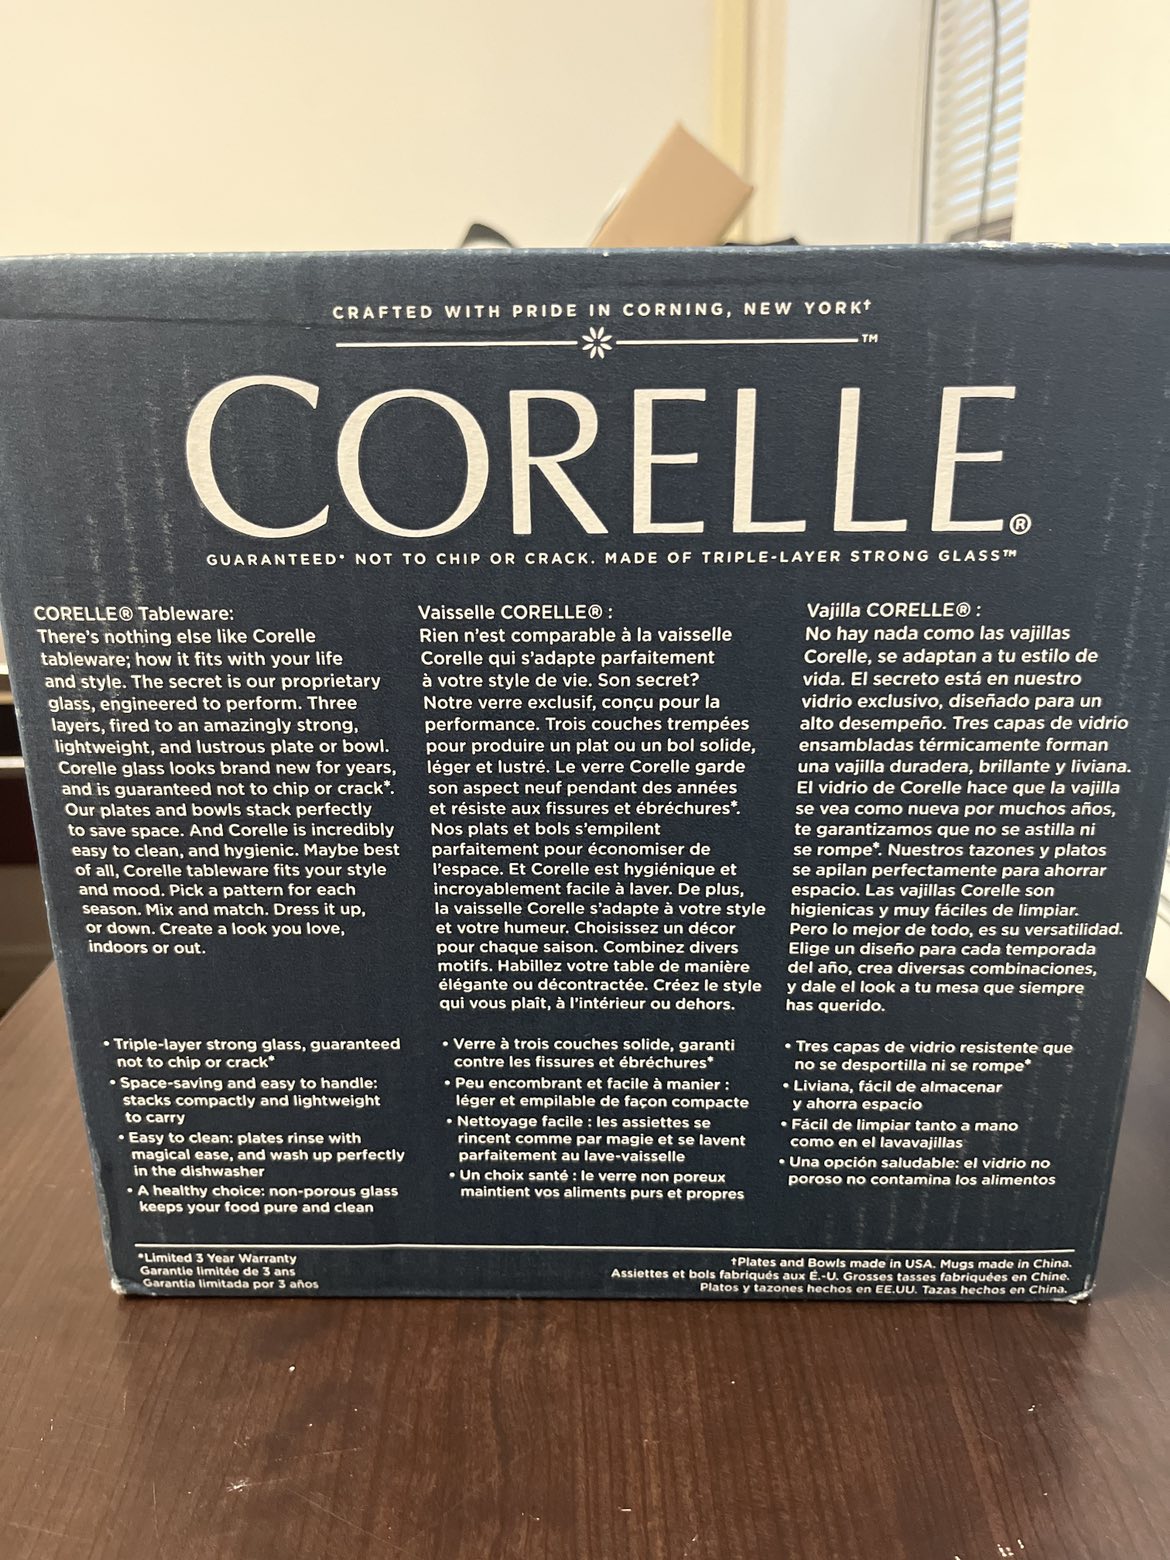 CRAFTED WITH PRIDE IN CORNING, NEW YORK†
™
CORELLE®
GUARANTEED* NOT TO CHIP OR CRACK. MADE OF TRIPLE-LAYER STRONG GLASS™
CORELLE® Tableware:
There's nothing else like Corelle
tableware; how it fits with your life
and style. The secret is our proprietary
glass, engineered to perform. Three
layers, fired to an amazingly strong,
lightweight, and lustrous plate or bowl.
Corelle glass looks brand new for years,
and is guaranteed not to chip or crack*.
Our plates and bowls stack perfectly
to save space. And Corelle is incredibly
easy to clean, and hygienic. Maybe best
of all, Corelle tableware fits your style
and mood. Pick a pattern for each
season. Mix and match. Dress it up,
or down. Create a look you love,
indoors or out.
• Triple-layer strong glass, guaranteed
not to chip or crack*
• Space-saving and easy to handle:
stacks compactly and lightweight
to carry
• Easy to clean: plates rinse with
magical ease, and wash up perfectly
in the dishwasher
• A healthy choice: non-porous glass
keeps your food pure and clean
Vaisselle CORELLE® :
Rien n'est comparable à la vaisselle
Corelle qui s'adapte parfaitement
à votre style de vie. Son secret?
Notre verre exclusif, conçu pour la
performance. Trois couches trempées
pour produire un plat ou un bol solide,
léger et lustré. Le verre Corelle garde
son aspect neuf pendant des années
et résiste aux fissures et ébréchures*.
Nos plats et bols s'empilent
parfaitement pour économiser de
l'espace. Et Corelle est hygiénique et
incroyablement facile à laver. De plus,
la vaisselle Corelle s'adapte à votre style
et votre humeur. Choisissez un décor
pour chaque saison. Combinez divers
motifs. Habillez votre table de manière
élégante ou décontractée. Créez le style
qui vous plaît, à l'intérieur ou dehors.
• Verre à trois couches solide, garanti
contre les fissures et ébréchures*
• Peu encombrant et facile à manier :
léger et empilable de façon compacte
• Nettoyage facile : les assiettes se
rincent comme par magie et se lavent
parfaitement au lave-vaisselle
• Un choix santé : le verre non poreux
maintient vos aliments purs et propres
Vajilla CORELLE® :
No hay nada como las vajillas
Corelle, se adaptan a tu estilo de
vida. El secreto está en nuestro
vidrio exclusivo, diseñado para un
alto desempeño. Tres capas de vidrio
ensambladas térmicamente forman
una vajilla duradera, brillante y liviana.
El vidrio de Corelle hace que la vajilla
se vea como nueva por muchos años,
te garantizamos que no se astilla ni
se rompe*. Nuestros tazones y platos
se apilan perfectamente para ahorrar
espacio. Las vajillas Corelle son
higienicas y muy fáciles de limpiar.
Pero lo mejor de todo, es su versatilidad.
Elige un diseño para cada temporada
del año, crea diversas combinaciones,
y dale el look a tu mesa que siempre
has querido.
• Tres capas de vidrio resistente que
no se desportilla ni se rompe*
• Liviana, fácil de almacenar
y ahorra espacio
• Fácil de limpiar tanto a mano
como en el lavavajillas
• Una opción saludable: el vidrio no
poroso no contamina los alimentos
*Limited 3 Year Warranty
Garantie limitée de 3 ans
Garantía limitada por 3 años
†Plates and Bowls made in USA. Mugs made in China.
Assiettes et bols fabriqués aux É.-U. Grosses tasses fabriquées en Chine.
Platos y tazones hechos en EE.UU. Tazas hechos en China.